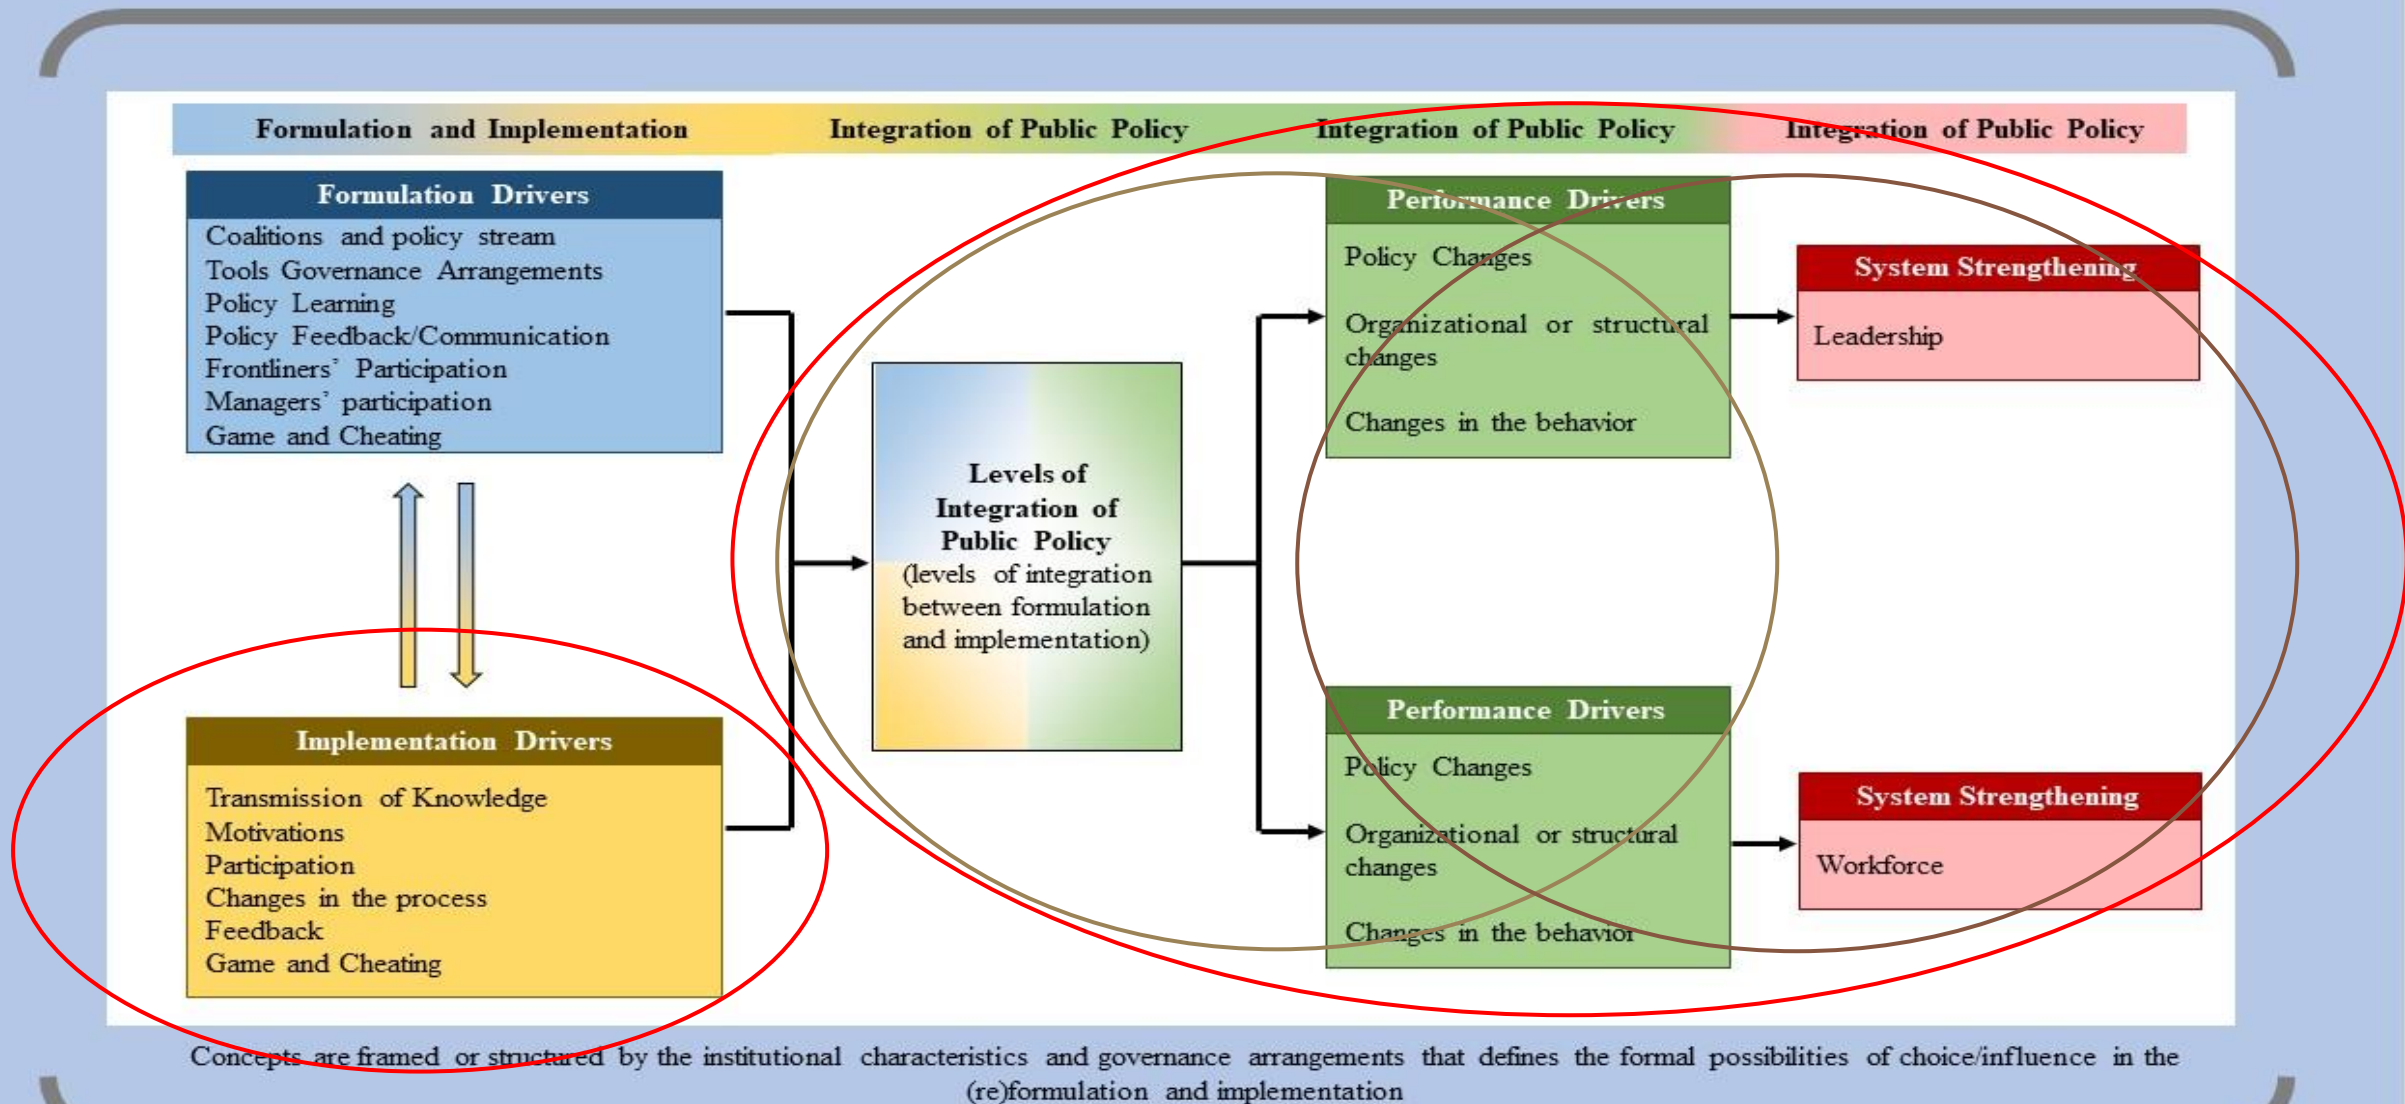 Formulation and Implementation
Integration of Public Policy
Integration of Public Policy
Integration of Public Policy
Formulation Drivers
Coalitions and policy stream
Tools Governance Arrangements
Policy Learning
Policy Feedback/Communication
Frontliners' Participation
Managers' participation
Game and Cheating
Implementation Drivers
Transmission of Knowledge
Motivations
Participation
Changes in the process
Feedback
Game and Cheating
Levels of
Integration of
Public Policy
(levels of integration
between formulation
and implementation)
Performance Drivers
Policy Changes
Organizational or structural
changes
Changes in the behavior
Performance Drivers
Policy Changes
Organizational or structural
changes
Changes in the behavior
System Strengthening
Leadership
System Strengthening
Workforce
Concepts are framed or structured by the institutional characteristics and governance arrangements that defines the formal possibilities of choice/influence in the
(re)formulation and implementation